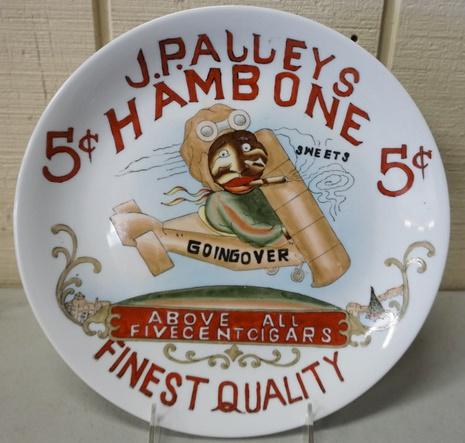 J.P.ALLEYS
HAMBONE
5¢
5¢
SWEETS
GOINGOVER
ABOVE ALL
FIVECENTCIGARS
FINEST QUALITY